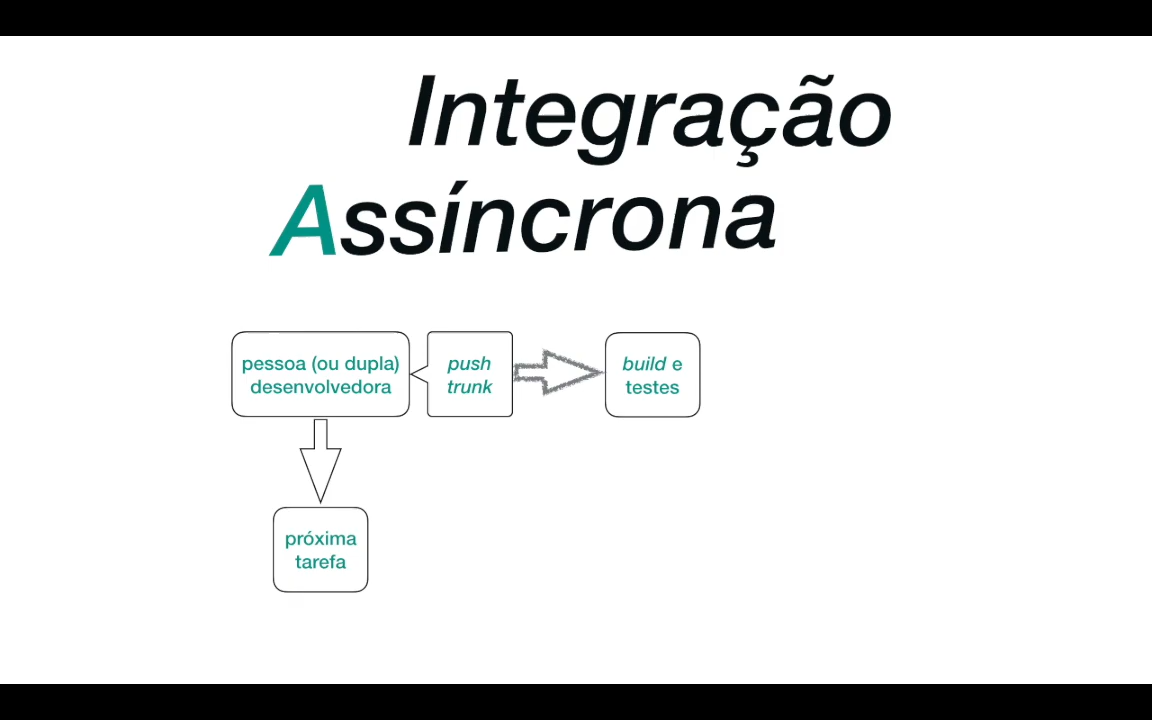 Integração
Assíncrona
pessoa (ou dupla)
desenvolvedora
push
trunk
build e
testes
próxima
tarefa